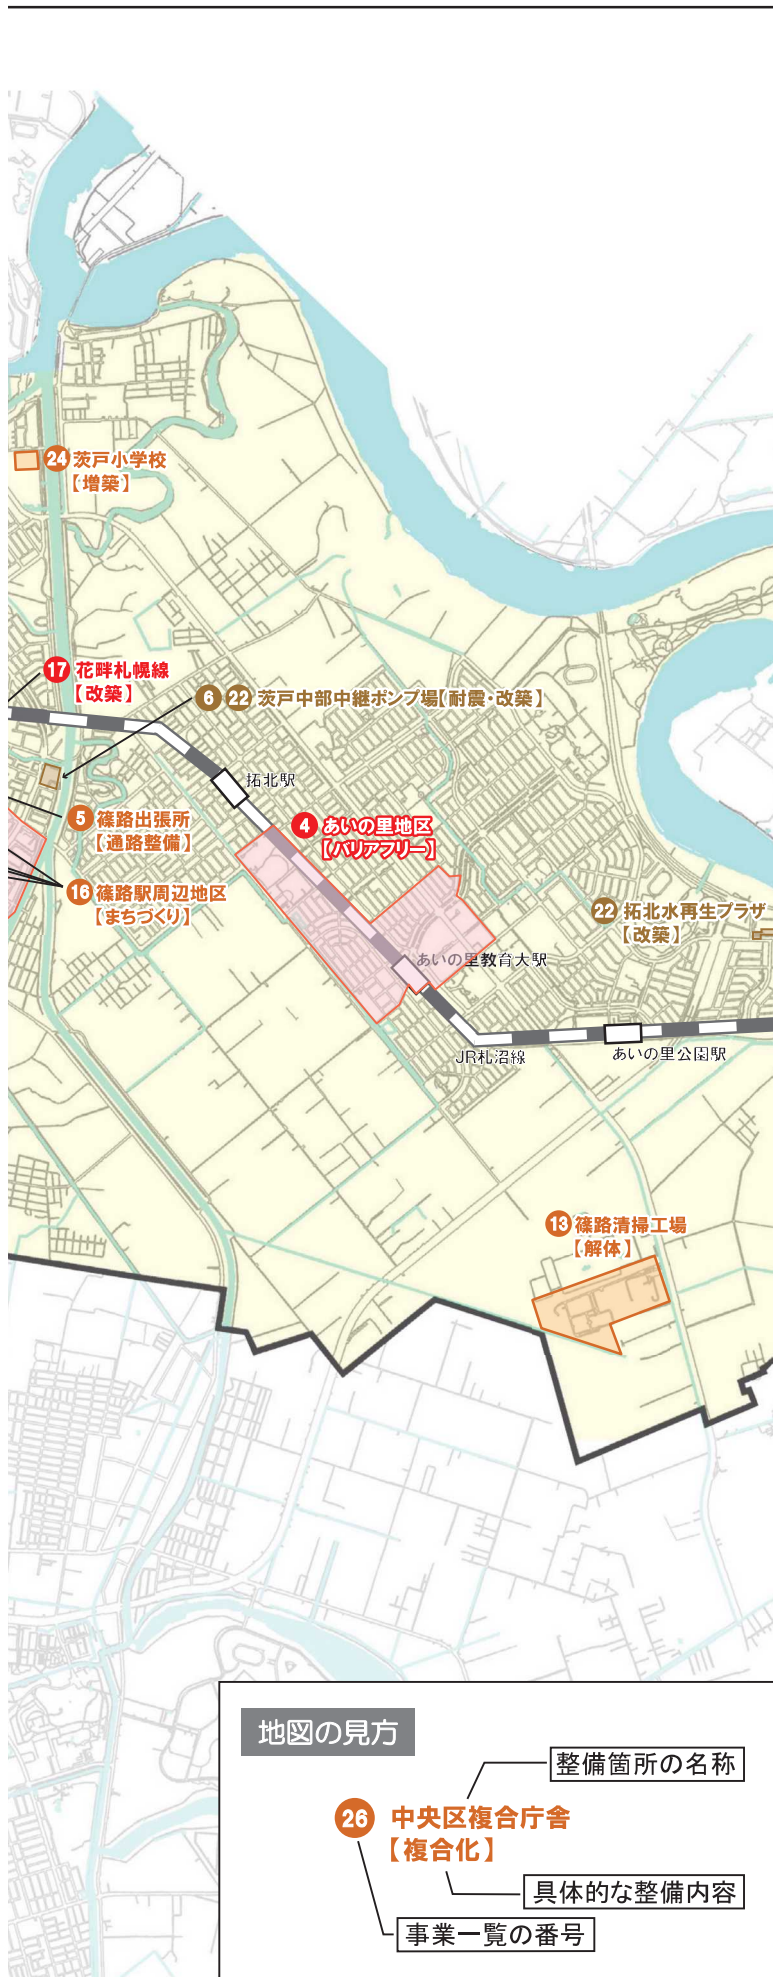 24 茨戸小学校
【増築】
17 花畔札幌線
【改築】
6 22 茨戸中部中継ポンプ場【耐震・改築】
拓北駅
5 篠路出張所
【通路整備】
4 あいの里地区
【バリアフリー】
16 篠路駅周辺地区
【まちづくり】
22 拓北水再生プラザ
【改築】
あいの里教育大駅
JR札沼線
あいの里公園駅
13 篠路清掃工場
【解体】
地図の見方
整備箇所の名称
26 中央区複合庁舎
【複合化】
具体的な整備内容
事業一覧の番号